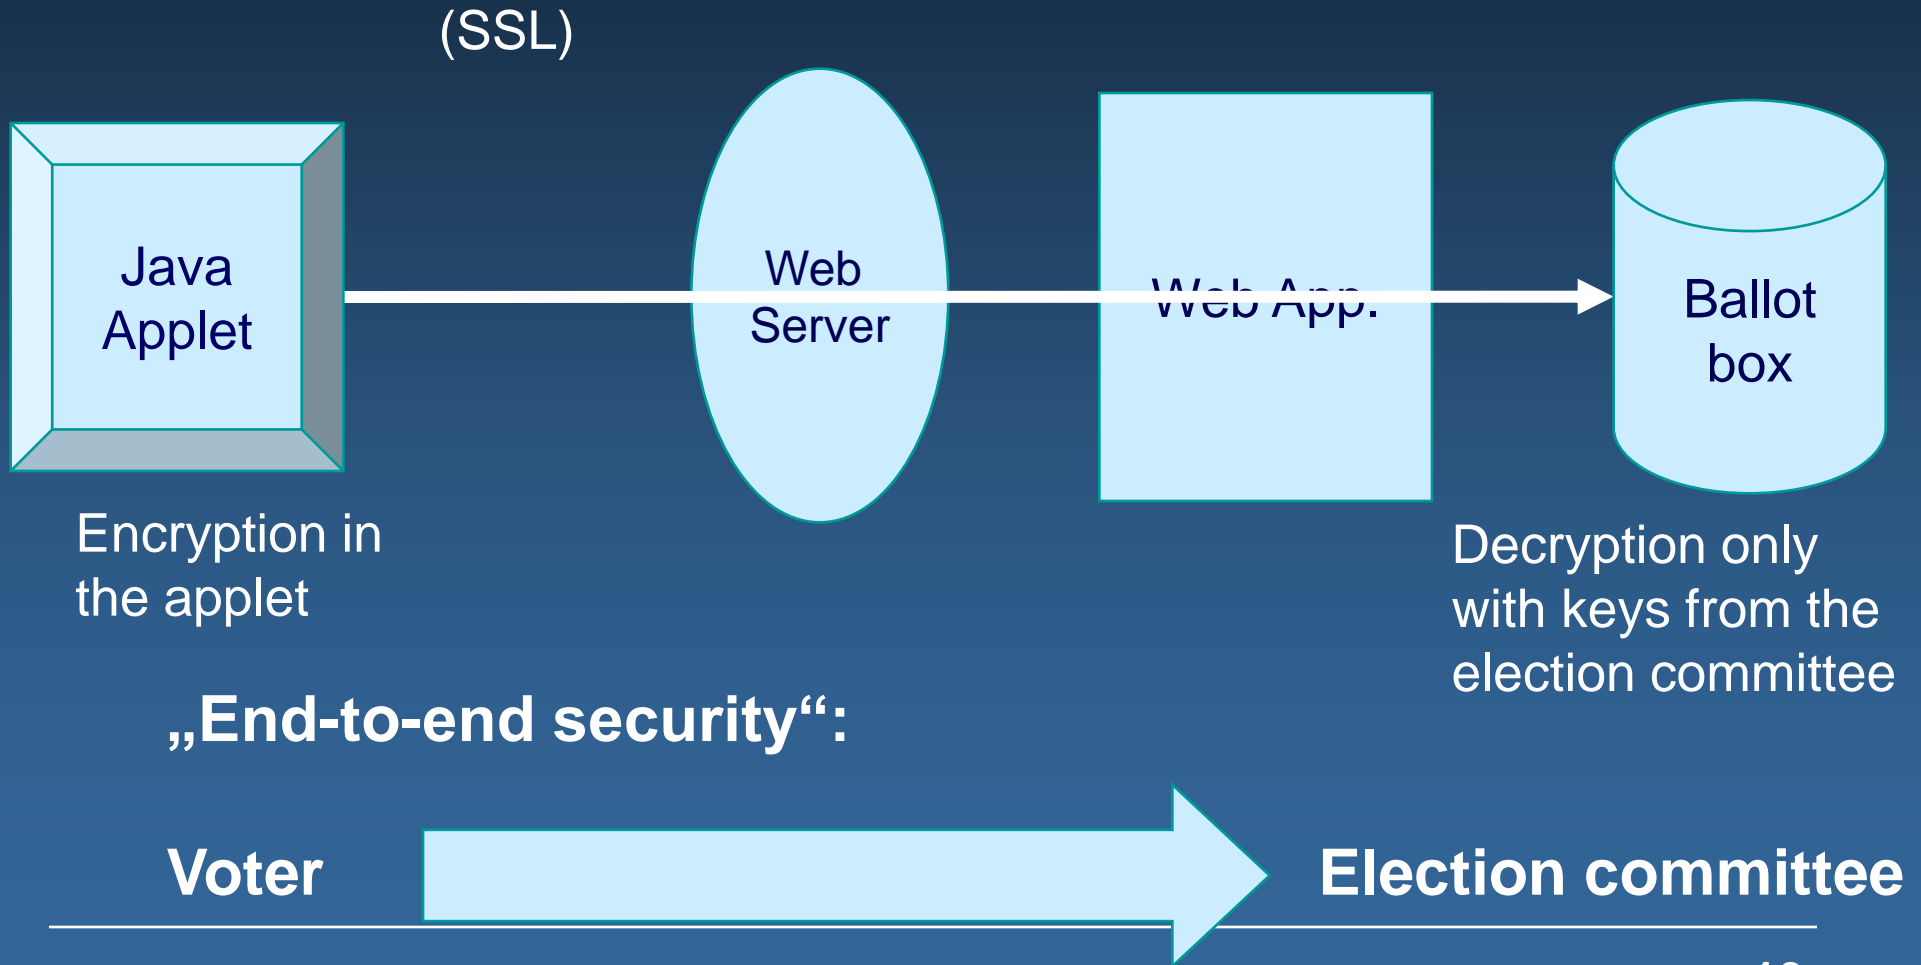 (SSL)
Java
Applet
Web
Server
Web App.
Ballot
box
Encryption in
the applet
Decryption only
with keys from the
election committee
„End-to-end security“:
Voter
Election committee